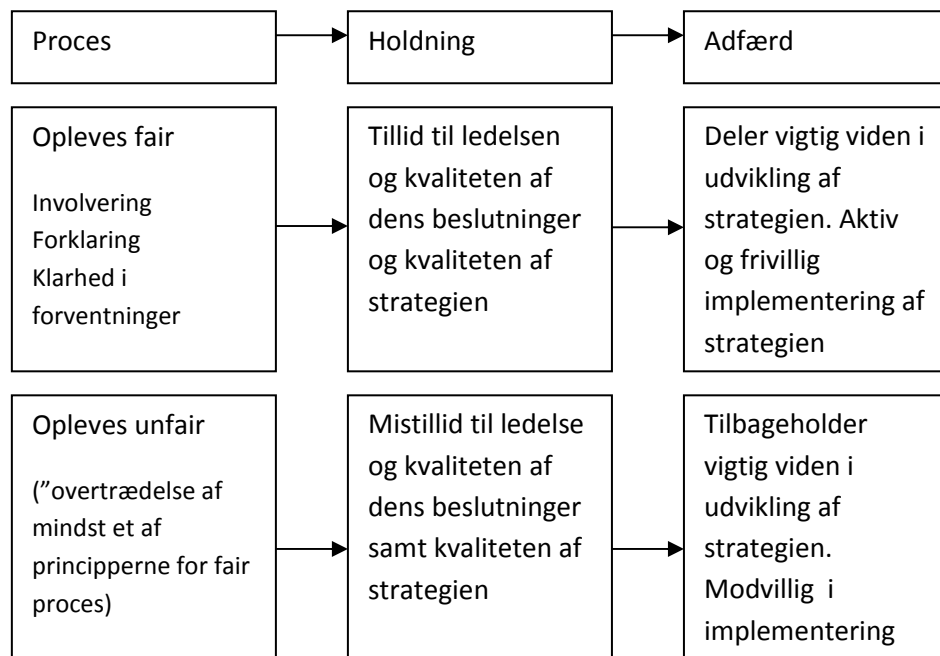 Proces
Holdning
Adfærd
Opleves fair
Involvering
Forklaring
Klarhed i
forventninger
Tillid til ledelsen
og kvaliteten af
dens beslutninger
og kvaliteten af
strategien
Deler vigtig viden i
udvikling af
strategien. Aktiv
og frivillig
implementering af
strategien
Opleves unfair
(”overtrædelse af
mindst et af
principperne for fair
proces)
Mistillid til ledelse
og kvaliteten af
dens beslutninger
samt kvaliteten af
strategien
Tilbageholder
vigtig viden i
udvikling af
strategien.
Modvillig i
implementering